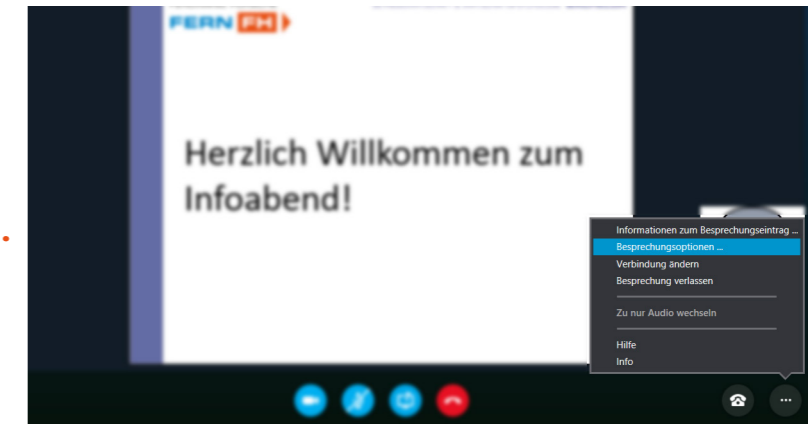 FERN FH
Herzlich Willkommen zum
Infoabend!
Informationen zum Besprechungseintrag ...
Besprechungsoptionen ...
Verbindung ändern
Besprechung verlassen
Zu nur Audio wechseln
Hilfe
Info